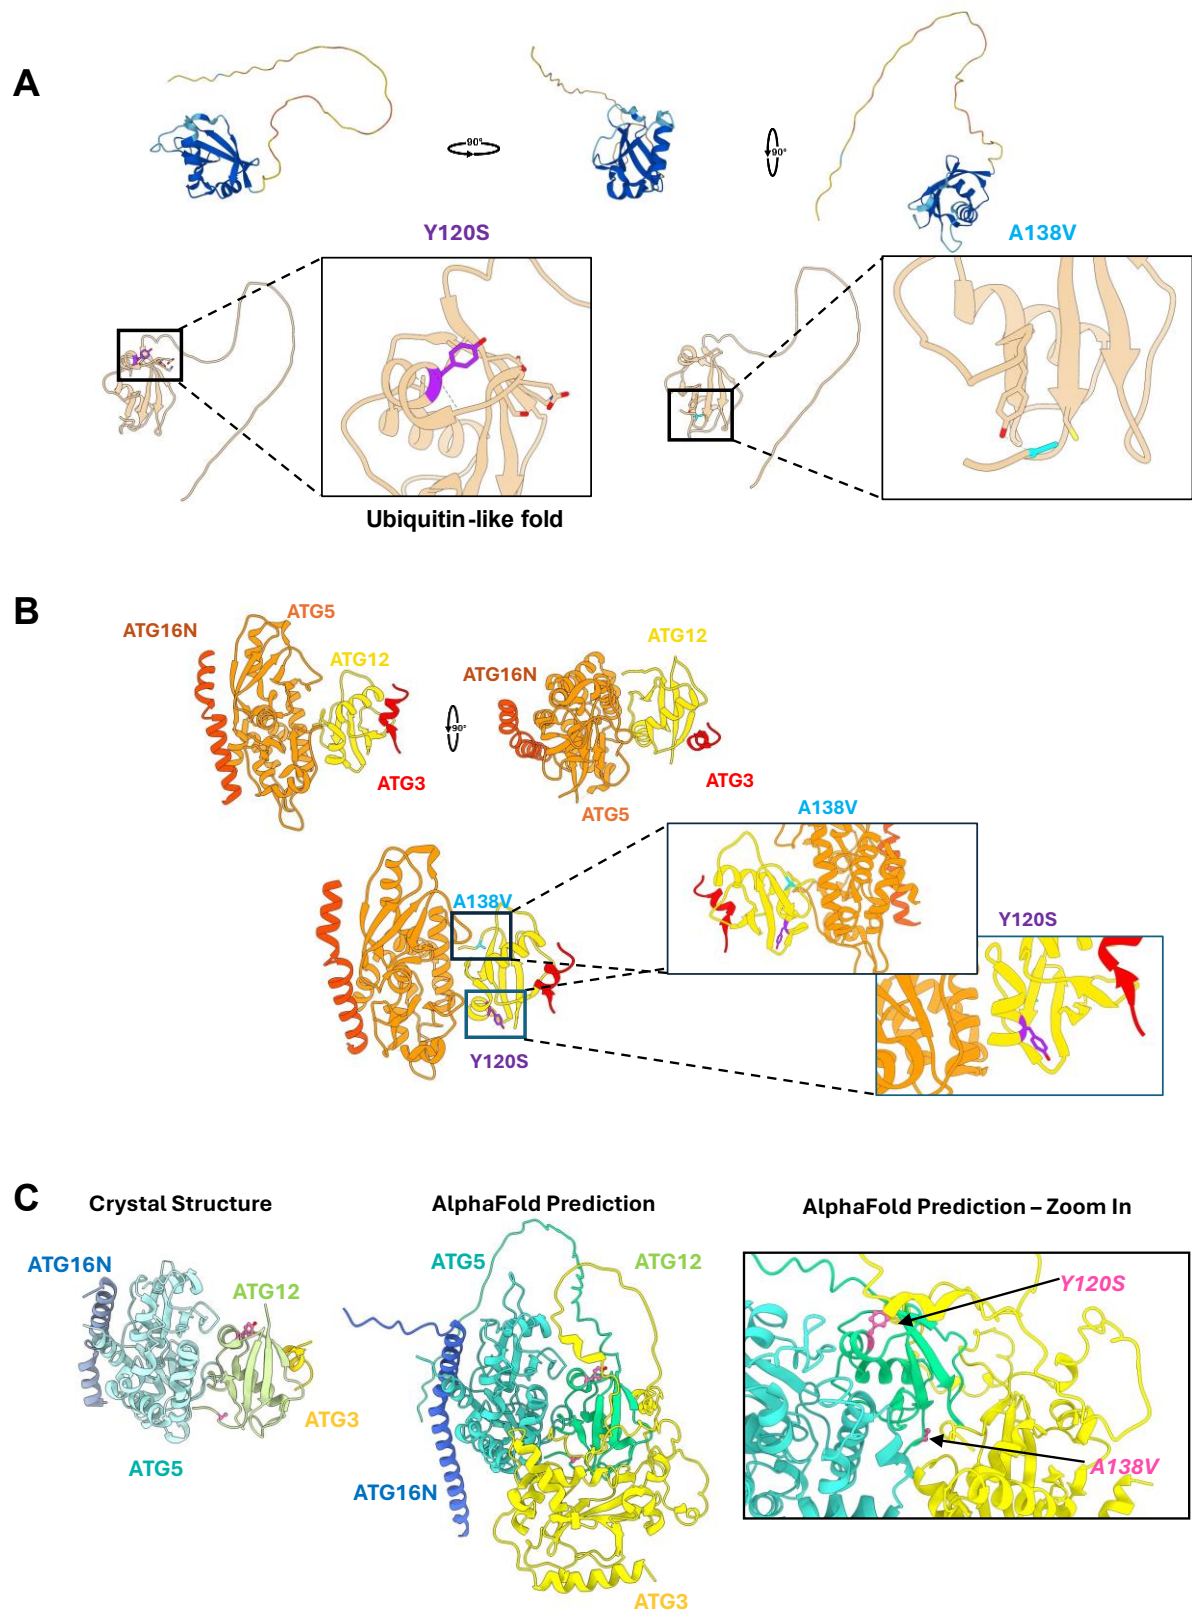 A
90°
90°
Y120S
A138V
Ubiquitin-like fold
B
ATG16N
ATG5
ATG12
90°
ATG3
ATG16N
ATG12
ATG5
ATG3
A138V
A138V
Y120S
Y120S
C
Crystal Structure
AlphaFold Prediction
AlphaFold Prediction – Zoom In
ATG16N
ATG12
ATG5
ATG3
ATG5
ATG12
ATG16N
ATG3
Y120S
A138V